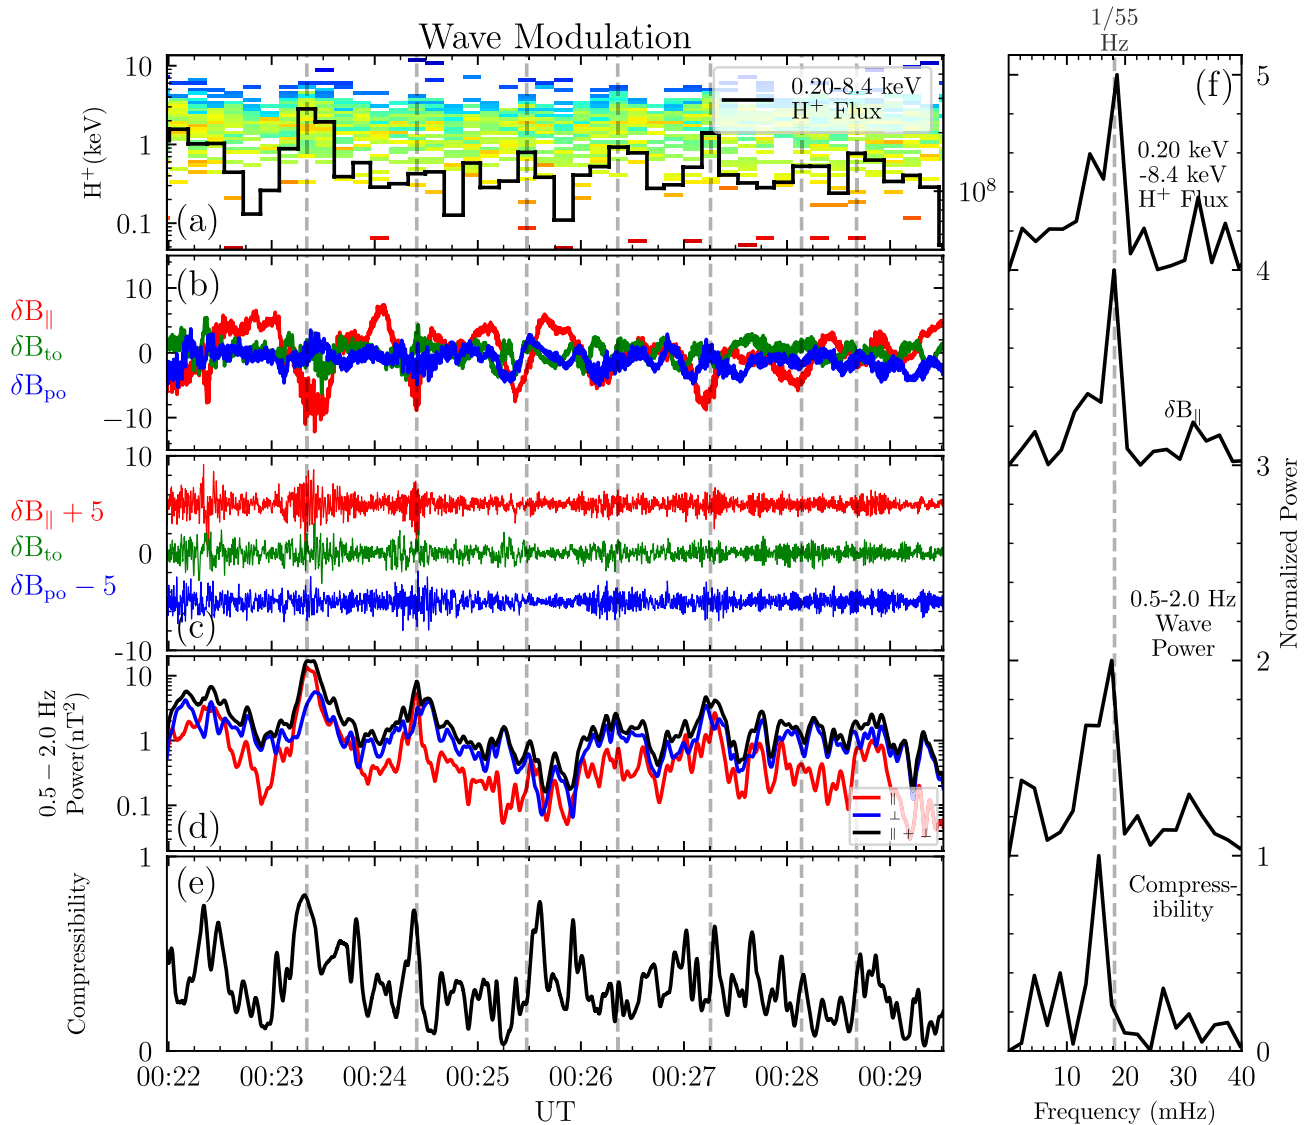 Wave Modulation
1/55
Hz
10
1
0.1
H⁺(keV)
(a)
0.20-8.4 keV
H⁺ Flux
10⁸
(b)
10
0
−10
δB∥
δBto
δBpo
10
0
-10
δB∥ + 5
δBto
δBpo − 5
(c)
10
1
0.1
0.5 − 2.0 Hz
Power(nT²)
(d)
∥
⊥
∥ + ⊥
1
0
Compressibility
(e)
00:22
00:23
00:24
00:25
00:26
00:27
00:28
00:29
UT
(f)
0.20 keV
-8.4 keV
H⁺ Flux
δB∥
0.5-2.0 Hz
Wave
Power
Compress-
ibility
5
4
3
2
1
0
Normalized Power
10
20
30
40
Frequency (mHz)